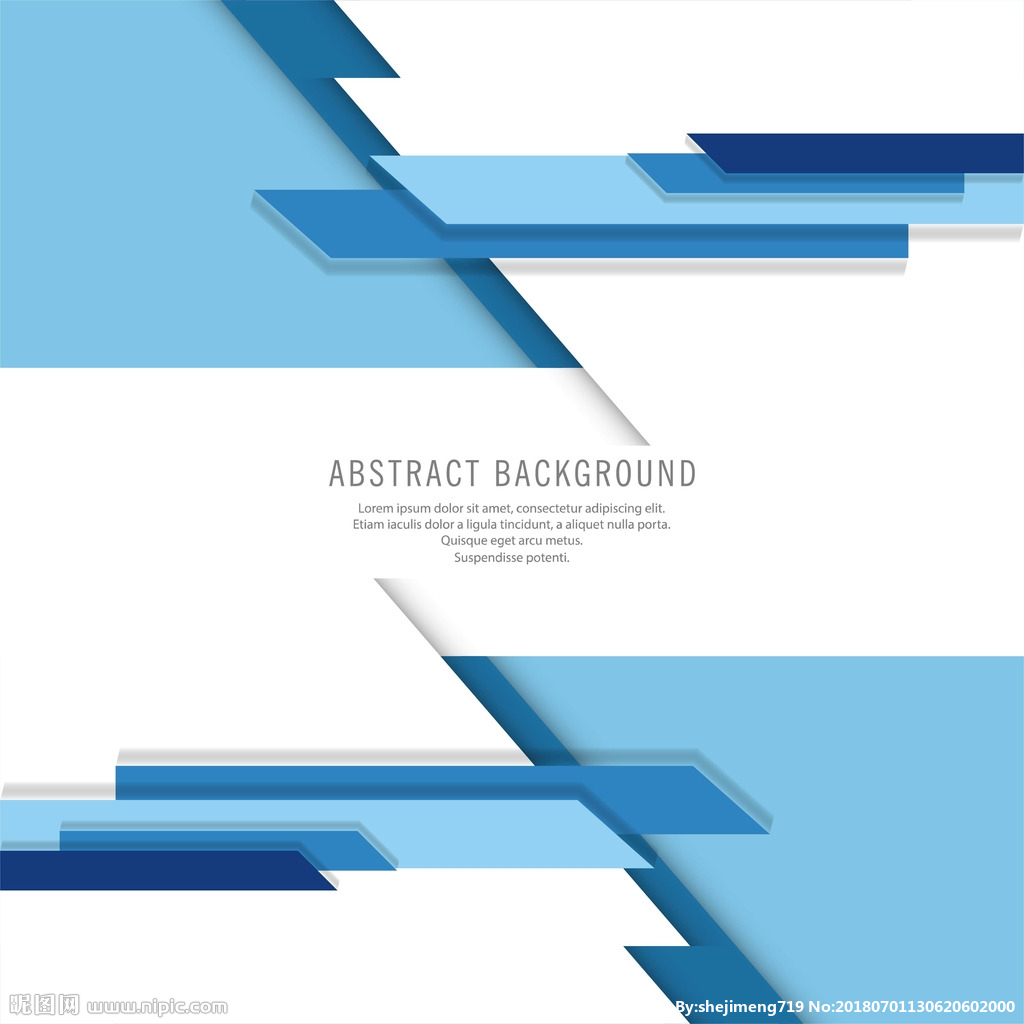 ABSTRACT BACKGROUND
Lorem ipsum dolor sit amet, consectetur adipiscing elit.
Etiam iaculis dolor a ligula tincidunt, a aliquet nulla porta.
Quisque eget arcu metus.
Suspendisse potenti.
昵图网 www.nipic.com
By:shejimeng719 No:20180701130620602000